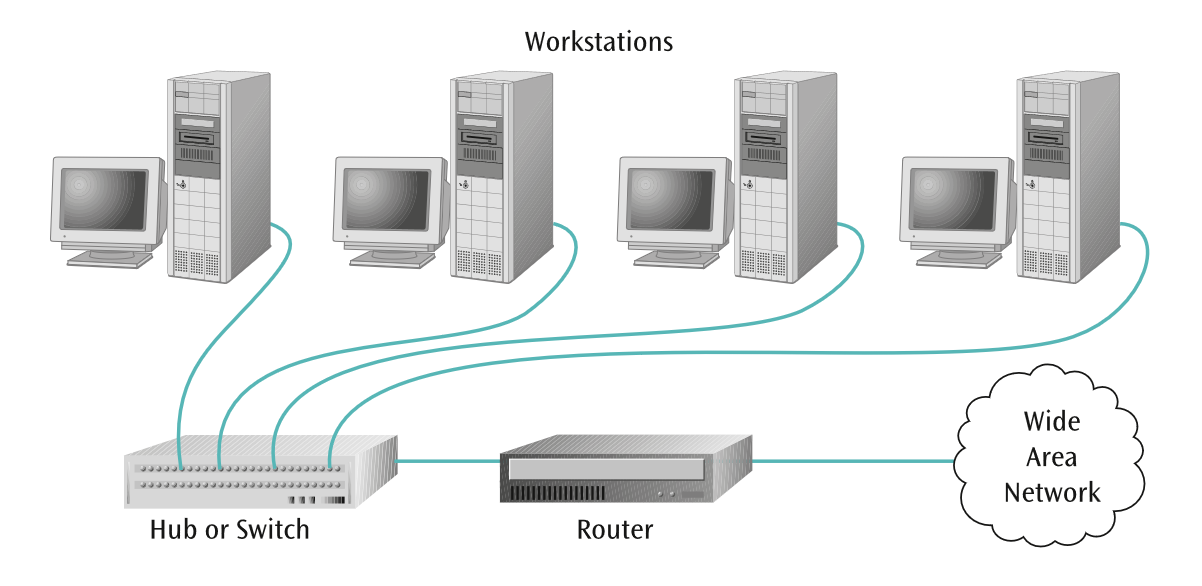 Workstations
Wide
Area
Network
Hub or Switch
Router